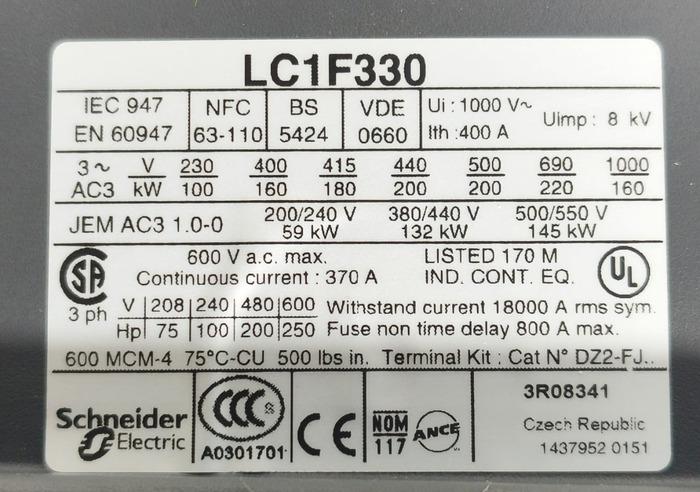 LC1F330
IEC 947 NFC BS VDE Ui : 1000 V~ Uimp : 8 kV
EN 60947 63-110 5424 0660 Ith :400 A
3~ V 230 400 415 440 500 690 1000
AC3 kW 100 160 180 200 200 220 160
JEM AC3 1.0-0 200/240 V 380/440 V 500/550 V
59 kW 132 kW 145 kW
SA 600 V a.c. max. LISTED 170 M UL
Continuous current : 370 A IND. CONT. EQ.
3 ph V 208 240 480 600 Withstand current 18000 A rms sym.
Hp 75 100 200 250 Fuse non time delay 800 A max.
600 MCM-4 75°C-CU 500 lbs in. Terminal Kit : Cat N° DZ2-FJ..
Schneider Electric
CCC
A0301701
CE
NOM
117
ANCE
3R08341
Czech Republic
1437952 0151